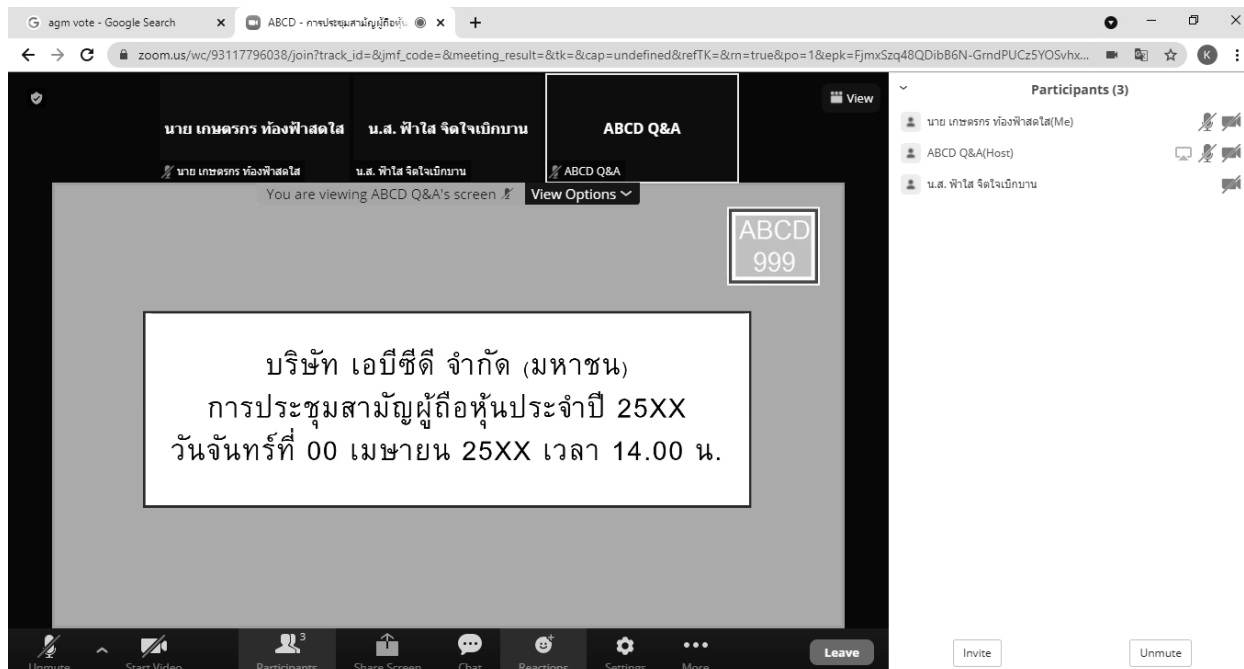 agm vote - Google Search
ABCD - การประชุมสามัญผู้ถือหุ้น
zoom.us/wc/93117796038/join?track_id=&jmf_code=&meeting_result=&tk=&cap=undefined&refTK=&rn=true&po=1&epk=FjmxSzq48QDibB6N-GrndPUCz5YOSvhx...
K
View
Participants (3)
นาย เกษตรกร ท้องฟ้าสดใส
น.ส. ฟ้าใส จิตใจเบิกบาน
ABCD Q&A
นาย เกษตรกร ท้องฟ้าสดใส
น.ส. ฟ้าใส จิตใจเบิกบาน
ABCD Q&A
นาย เกษตรกร ท้องฟ้าสดใส(Me)
ABCD Q&A(Host)
น.ส. ฟ้าใส จิตใจเบิกบาน
You are viewing ABCD Q&A's screen
View Options
ABCD
999
บริษัท เอบีซีดี จำกัด (มหาชน)
การประชุมสามัญผู้ถือหุ้นประจำปี 25XX
วันจันทร์ที่ 00 เมษายน 25XX เวลา 14.00 น.
3
Unmute
Start Video
Participants
Share Screen
Chat
Reactions
Settings
More
Leave
Invite
Unmute